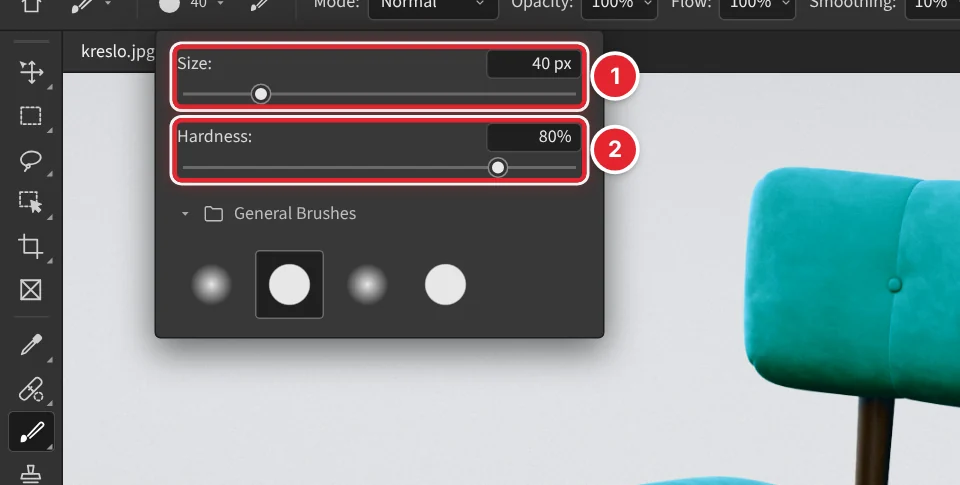 40 Mode: Normal Opacity: 100% Flow: 100% Smoothing: 10%
kreslo.jpg
Size: 40 px
1
Hardness: 80%
2
General Brushes